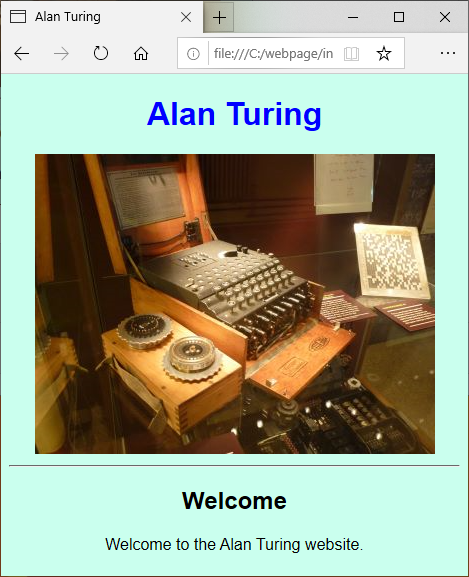 Alan Turing
file:///C:/webpage/in
Alan Turing
Welcome
Welcome to the Alan Turing website.